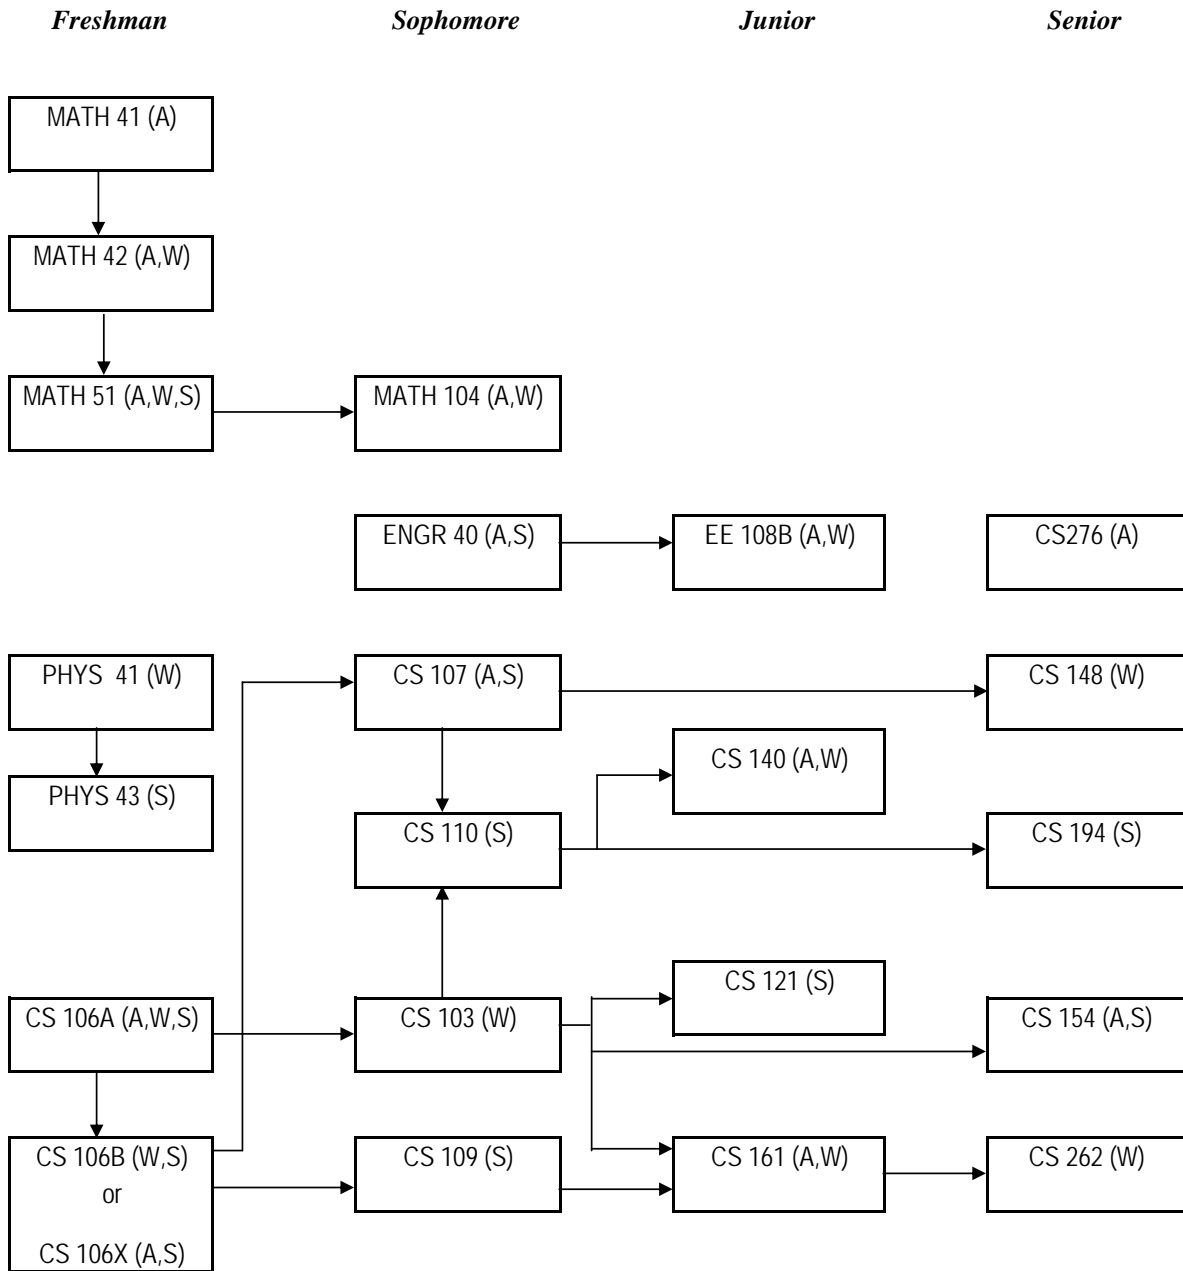 Freshman Sophomore Junior Senior
MATH 41 (A)
MATH 42 (A,W)
MATH 51 (A,W,S) MATH 104 (A,W)
ENGR 40 (A,S) EE 108B (A,W) CS276 (A)
PHYS 41 (W) CS 107 (A,S) CS 148 (W)
CS 140 (A,W)
PHYS 43 (S)
CS 110 (S) CS 194 (S)
CS 121 (S)
CS 106A (A,W,S) CS 103 (W) CS 154 (A,S)
CS 106B (W,S) CS 109 (S) CS 161 (A,W) CS 262 (W)
or
CS 106X (A,S)